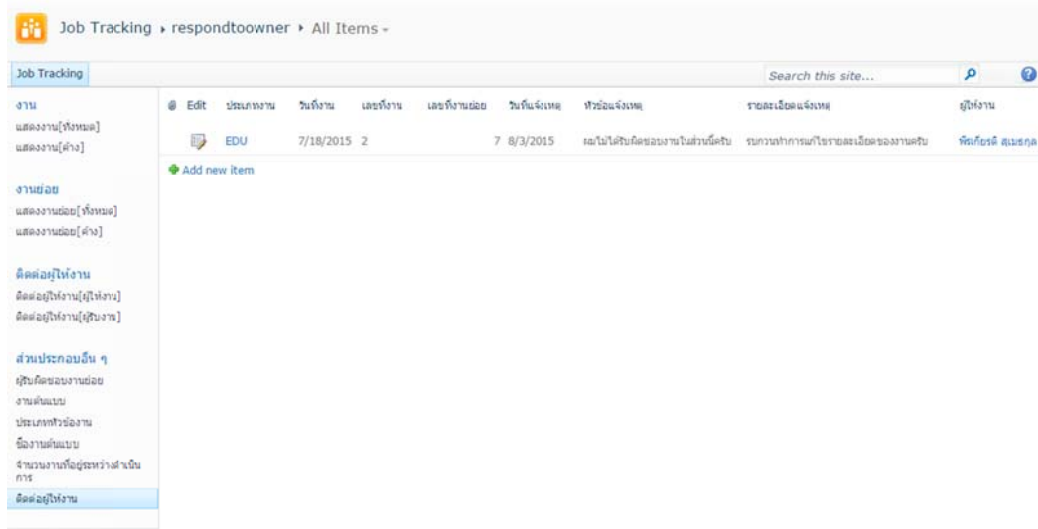 Job Tracking › respondtoowner › All Items
Job Tracking
Search this site...
งาน
แสดงงาน[ทั้งหมด]
แสดงงาน[ค้าง]
งานย่อย
แสดงงานย่อย[ทั้งหมด]
แสดงงานย่อย[ค้าง]
ติดต่อผู้ให้งาน
ติดต่อผู้ให้งาน[ผู้ให้งาน]
ติดต่อผู้ให้งาน[ผู้รับงาน]
ส่วนประกอบอื่น ๆ
ผู้รับผิดชอบงานย่อย
งานต้นแบบ
ประเภทหัวข้องาน
ชื่องานต้นแบบ
จำนวนงานที่อยู่ระหว่างดำเนิน
การ
ติดต่อผู้ให้งาน
Edit ประเภทงาน วันที่งาน เลขที่งาน เลขที่งานย่อย วันที่แจ้งเหตุ หัวข้อแจ้งเหตุ รายละเอียดแจ้งเหตุ ผู้ให้งาน
EDU 7/18/2015 2 7 8/3/2015 ผมไม่ได้รับผิดชอบงานในส่วนนี้ครับ รบกวนทำการแก้ไขรายละเอียดของงานครับ
Add new item